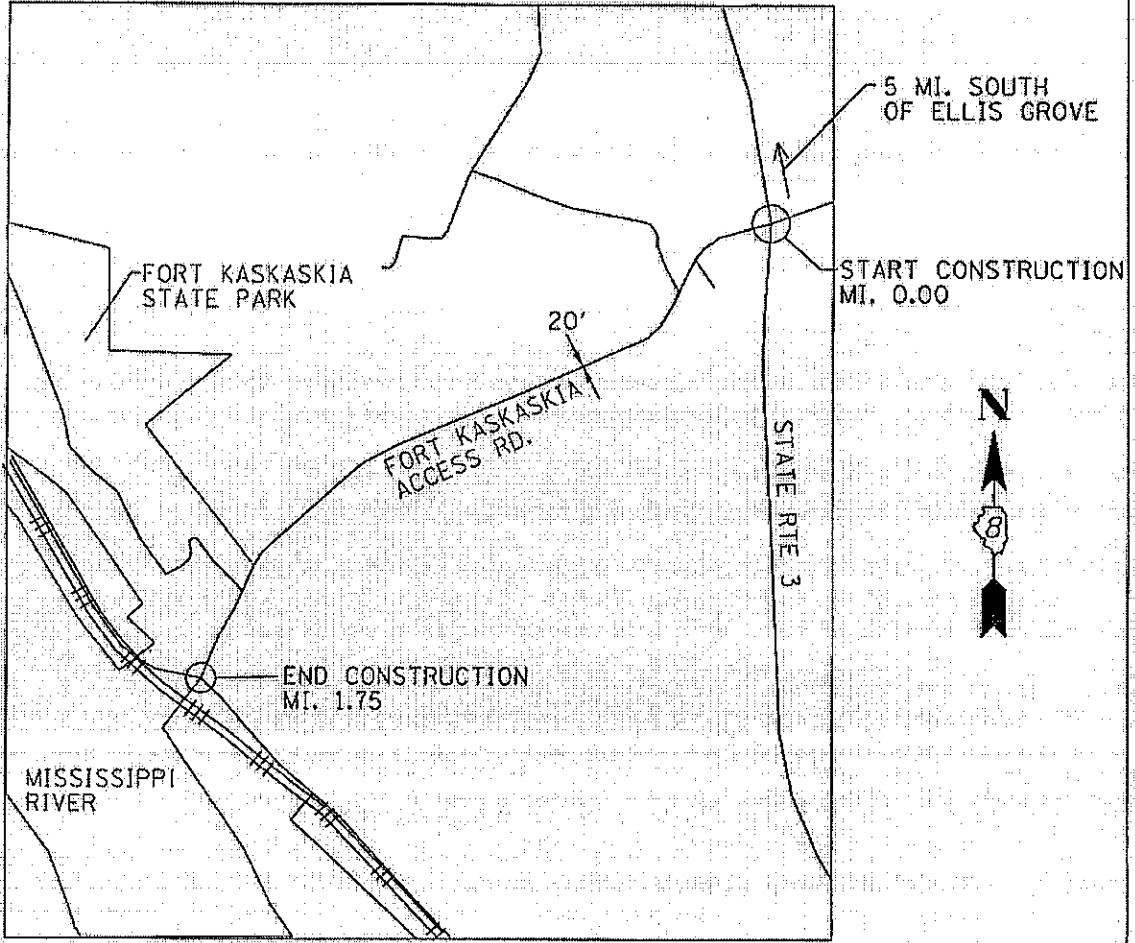 5 MI. SOUTH
OF ELLIS GROVE
FORT KASKASKIA
STATE PARK
START CONSTRUCTION
MI. 0.00
20'
FORT KASKASKIA
ACCESS RD.
STATE RTE 3
N
8
END CONSTRUCTION
MI. 1.75
MISSISSIPPI
RIVER